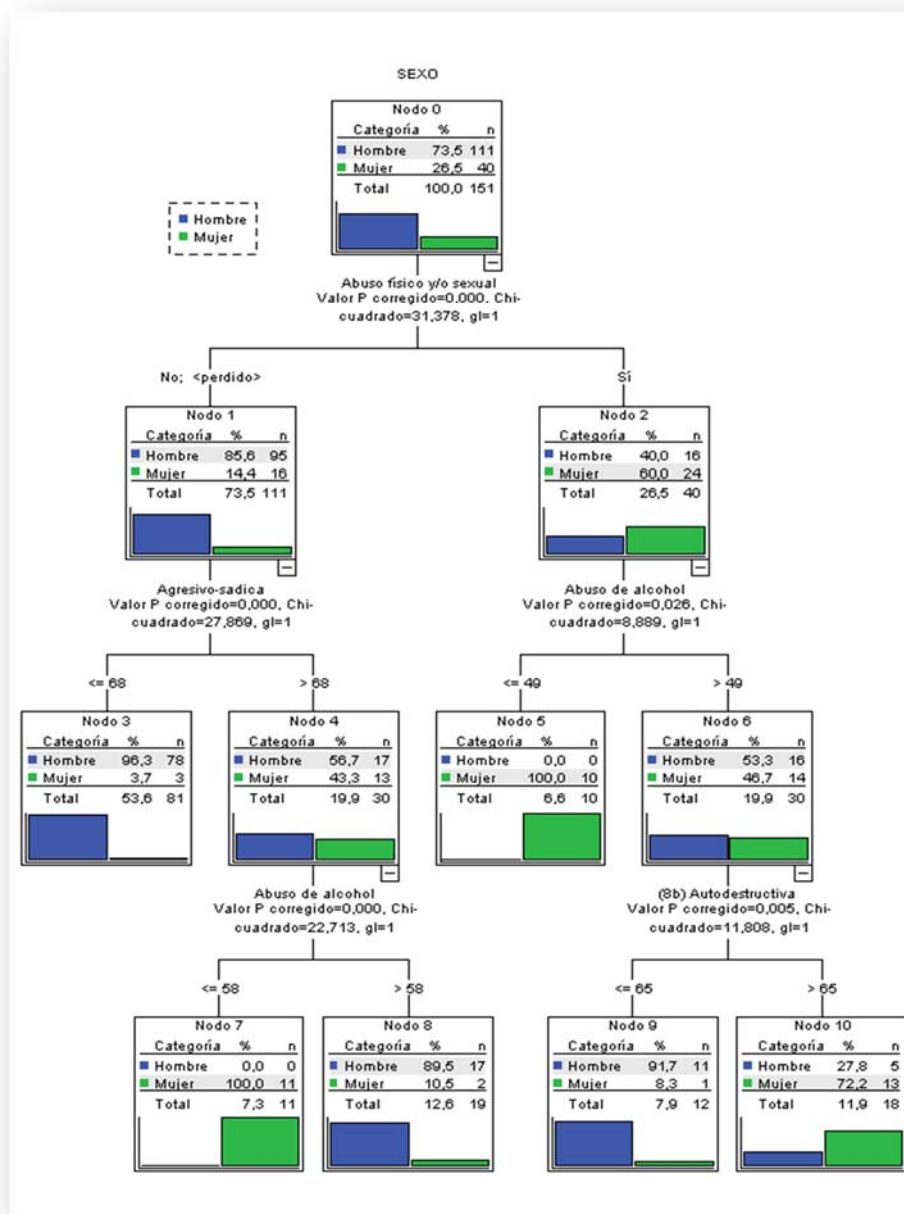 SEXO
Nodo 0
Categoría % n
Hombre 73,5 111
Mujer 26,5 40
Total 100,0 151
Hombre
Mujer
Abuso físico y/o sexual
Valor P corregido=0.000. Chi-
cuadrado=31,378, gl=1
No; <perdido>
Sí
Nodo 1
Categoría % n
Hombre 85,6 95
Mujer 14,4 16
Total 73,5 111
Nodo 2
Categoría % n
Hombre 40,0 16
Mujer 60,0 24
Total 26,5 40
Agresivo-sadica
Valor P corregido=0,000, Chi-
cuadrado=27,869, gl=1
Abuso de alcohol
Valor P corregido=0,026, Chi-
cuadrado=8,889, gl=1
<= 68
> 68
<= 49
> 49
Nodo 3
Categoría % n
Hombre 96,3 78
Mujer 3,7 3
Total 53,6 81
Nodo 4
Categoría % n
Hombre 56,7 17
Mujer 43,3 13
Total 19,9 30
Nodo 5
Categoría % n
Hombre 0,0 0
Mujer 100,0 10
Total 6,6 10
Nodo 6
Categoría % n
Hombre 53,3 16
Mujer 46,7 14
Total 19,9 30
Abuso de alcohol
Valor P corregido=0,000, Chi-
cuadrado=22,713, gl=1
(8b) Autodestructiva
Valor P corregido=0,005, Chi-
cuadrado=11,808, gl=1
<= 58
> 58
<= 65
> 65
Nodo 7
Categoría % n
Hombre 0,0 0
Mujer 100,0 11
Total 7,3 11
Nodo 8
Categoría % n
Hombre 89,5 17
Mujer 10,5 2
Total 12,6 19
Nodo 9
Categoría % n
Hombre 91,7 11
Mujer 8,3 1
Total 7,9 12
Nodo 10
Categoría % n
Hombre 27,8 5
Mujer 72,2 13
Total 11,9 18